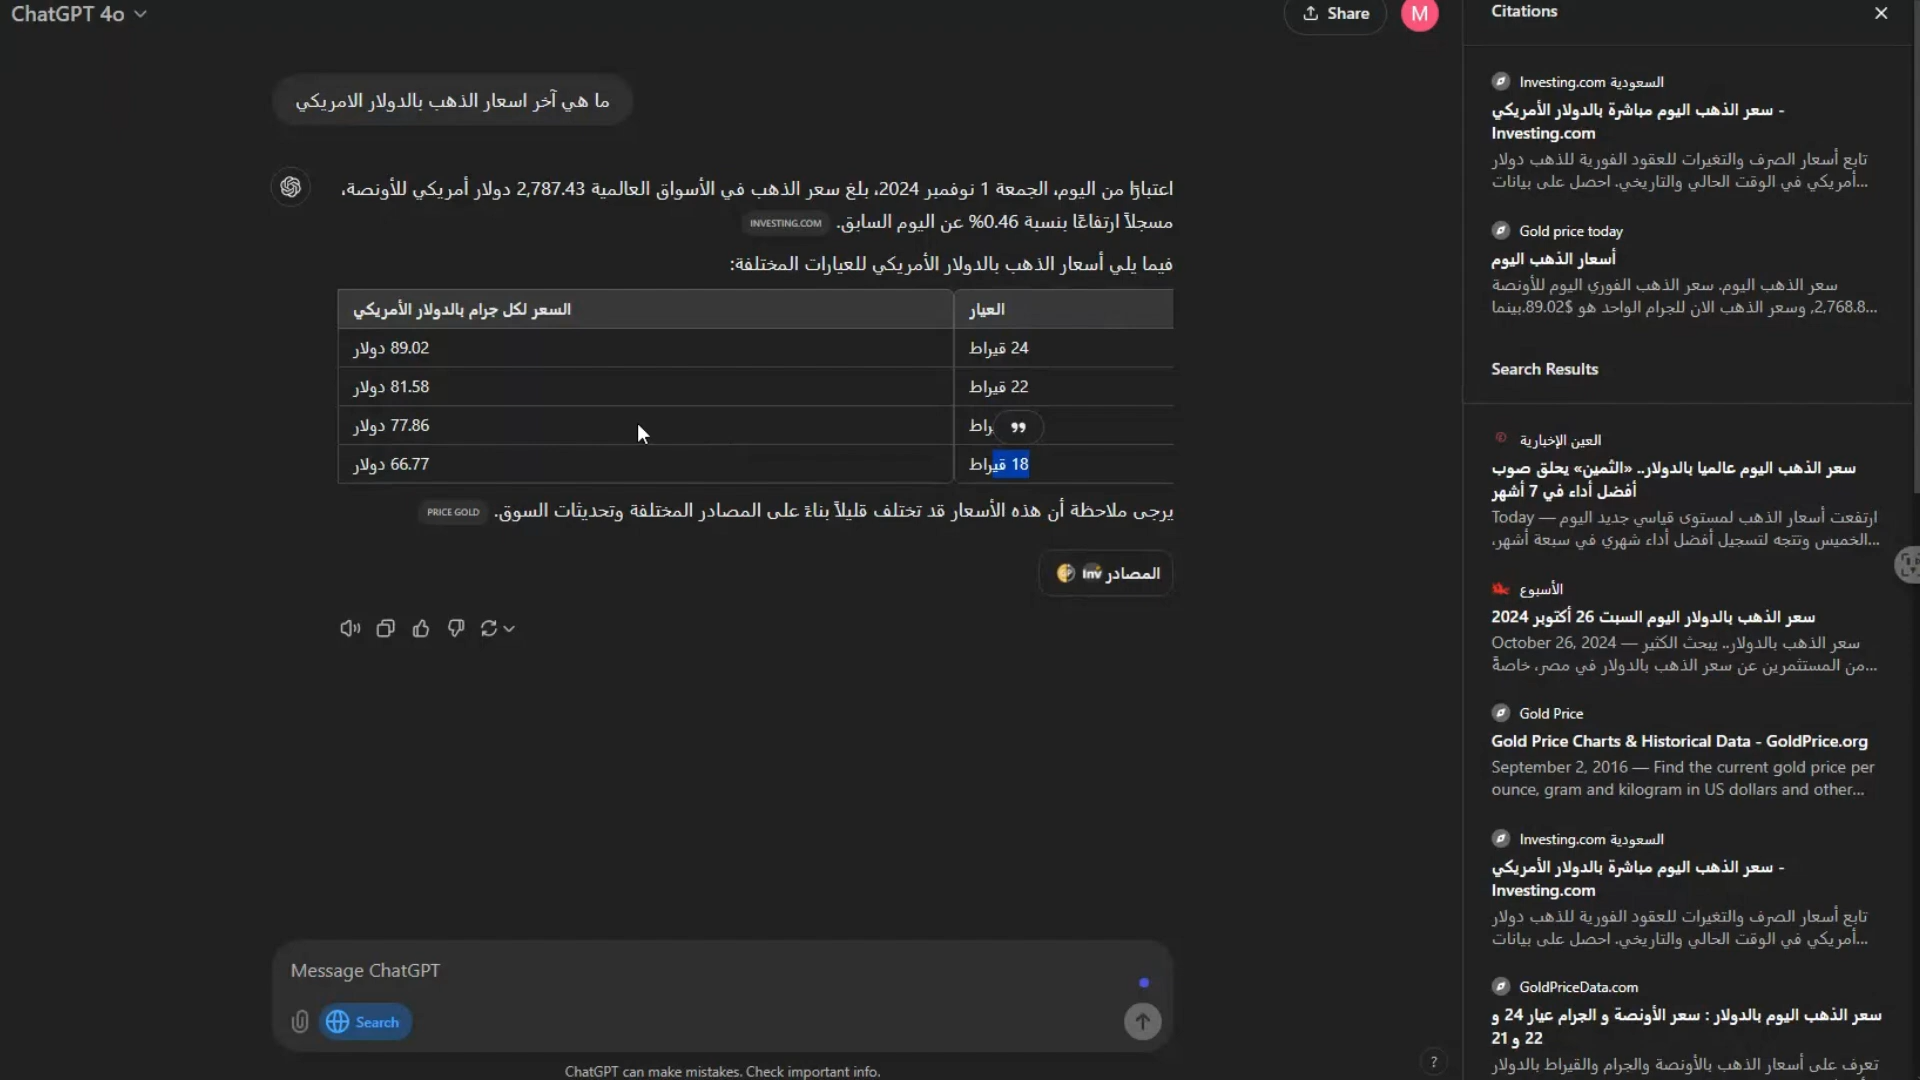 ChatGPT 4o
Share
M
ما هي آخر اسعار الذهب بالدولار الامريكي
اعتبارًا من اليوم، الجمعة 1 نوفمبر 2024، بلغ سعر الذهب في الأسواق العالمية 2,787.43 دولار أمريكي للأونصة،
مسجلاً ارتفاعًا بنسبة 0.46% عن اليوم السابق. INVESTING.COM
فيما يلي أسعار الذهب بالدولار الأمريكي للعيارات المختلفة:
العيار السعر لكل جرام بالدولار الأمريكي
24 قيراط 89.02 دولار
22 قيراط 81.58 دولار
راط 77.86 دولار
18 قيراط 66.77 دولار
يرجى ملاحظة أن هذه الأسعار قد تختلف قليلاً بناءً على المصادر المختلفة وتحديثات السوق. PRICE GOLD
المصادر Inv
Message ChatGPT
Search
ChatGPT can make mistakes. Check important info.
?
Citations
Investing.com السعودية
سعر الذهب اليوم مباشرة بالدولار الأمريكي -
Investing.com
تابع أسعار الصرف والتغيرات للعقود الفورية للذهب دولار
أمريكي في الوقت الحالي والتاريخي. احصل على بيانات...
Gold price today
أسعار الذهب اليوم
سعر الذهب اليوم. سعر الذهب الفوري اليوم للأونصة
2,768.8, وسعر الذهب الان للجرام الواحد هو $89.02.بينما...
Search Results
العين الإخبارية
سعر الذهب اليوم عالميا بالدولار.. «الثمين» يحلق صوب
أفضل أداء في 7 أشهر
Today — ارتفعت أسعار الذهب لمستوى قياسي جديد اليوم
الخميس وتتجه لتسجيل أفضل أداء شهري في سبعة أشهر،...
الأسبوع
سعر الذهب بالدولار اليوم السبت 26 أكتوبر 2024
October 26, 2024 — سعر الذهب بالدولار.. يبحث الكثير
من المستثمرين عن سعر الذهب بالدولار في مصر، خاصةً...
Gold Price
Gold Price Charts & Historical Data - GoldPrice.org
September 2, 2016 — Find the current gold price per
ounce, gram and kilogram in US dollars and other...
Investing.com السعودية
سعر الذهب اليوم مباشرة بالدولار الأمريكي -
Investing.com
تابع أسعار الصرف والتغيرات للعقود الفورية للذهب دولار
أمريكي في الوقت الحالي والتاريخي. احصل على بيانات...
GoldPriceData.com
سعر الذهب اليوم بالدولار : سعر الأونصة و الجرام عيار 24 و
22 و 21
تعرف على أسعار الذهب بالأونصة والجرام والقيراط بالدولار